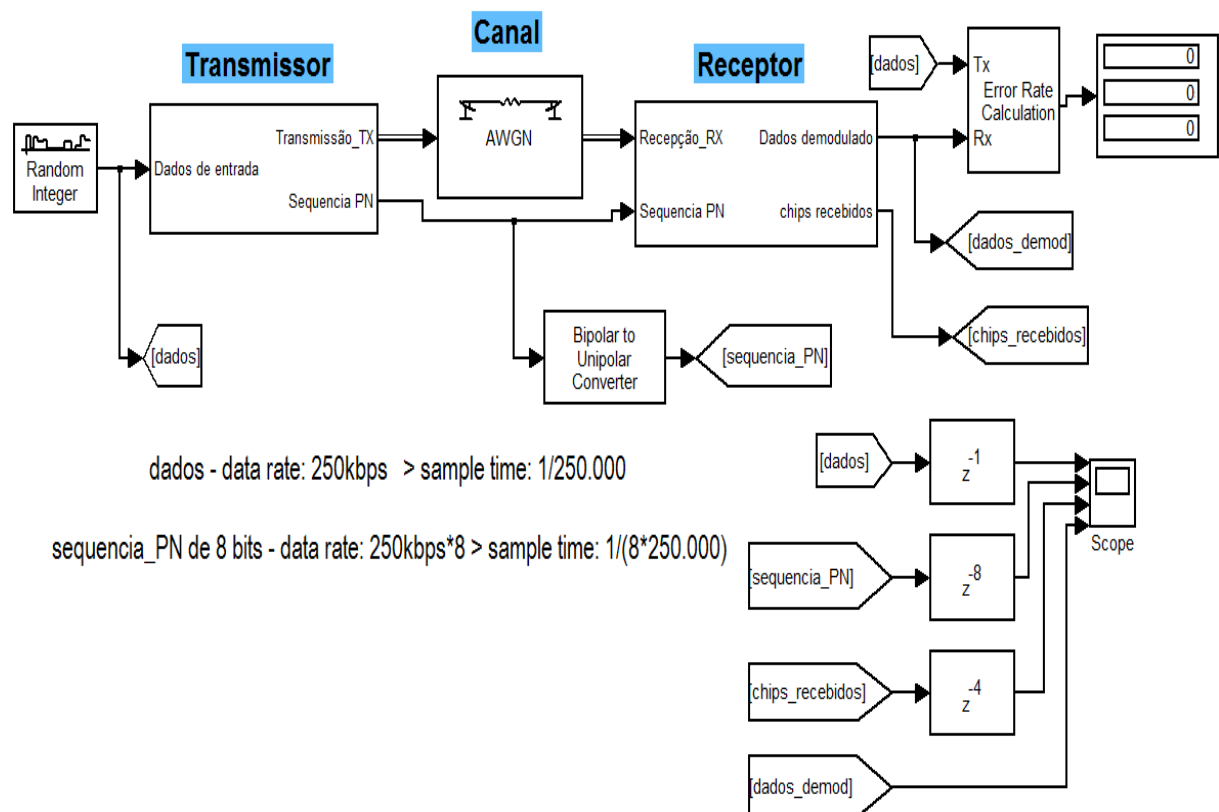 Canal
Transmissor
Receptor
[dados]
Tx
Error Rate
Calculation
Rx
0
0
0
Random
Integer
Dados de entrada
Transmissão_TX
Sequencia PN
AWGN
Recepção_RX
Sequencia PN
Dados demodulado
chips recebidos
[dados_demod]
[chips_recebidos]
[dados]
Bipolar to
Unipolar
Converter
[sequencia_PN]
dados - data rate: 250kbps > sample time: 1/250.000
sequencia_PN de 8 bits - data rate: 250kbps*8 > sample time: 1/(8*250.000)
[dados]
z-1
Scope
[sequencia_PN]
z-8
[chips_recebidos]
z-4
[dados_demod]